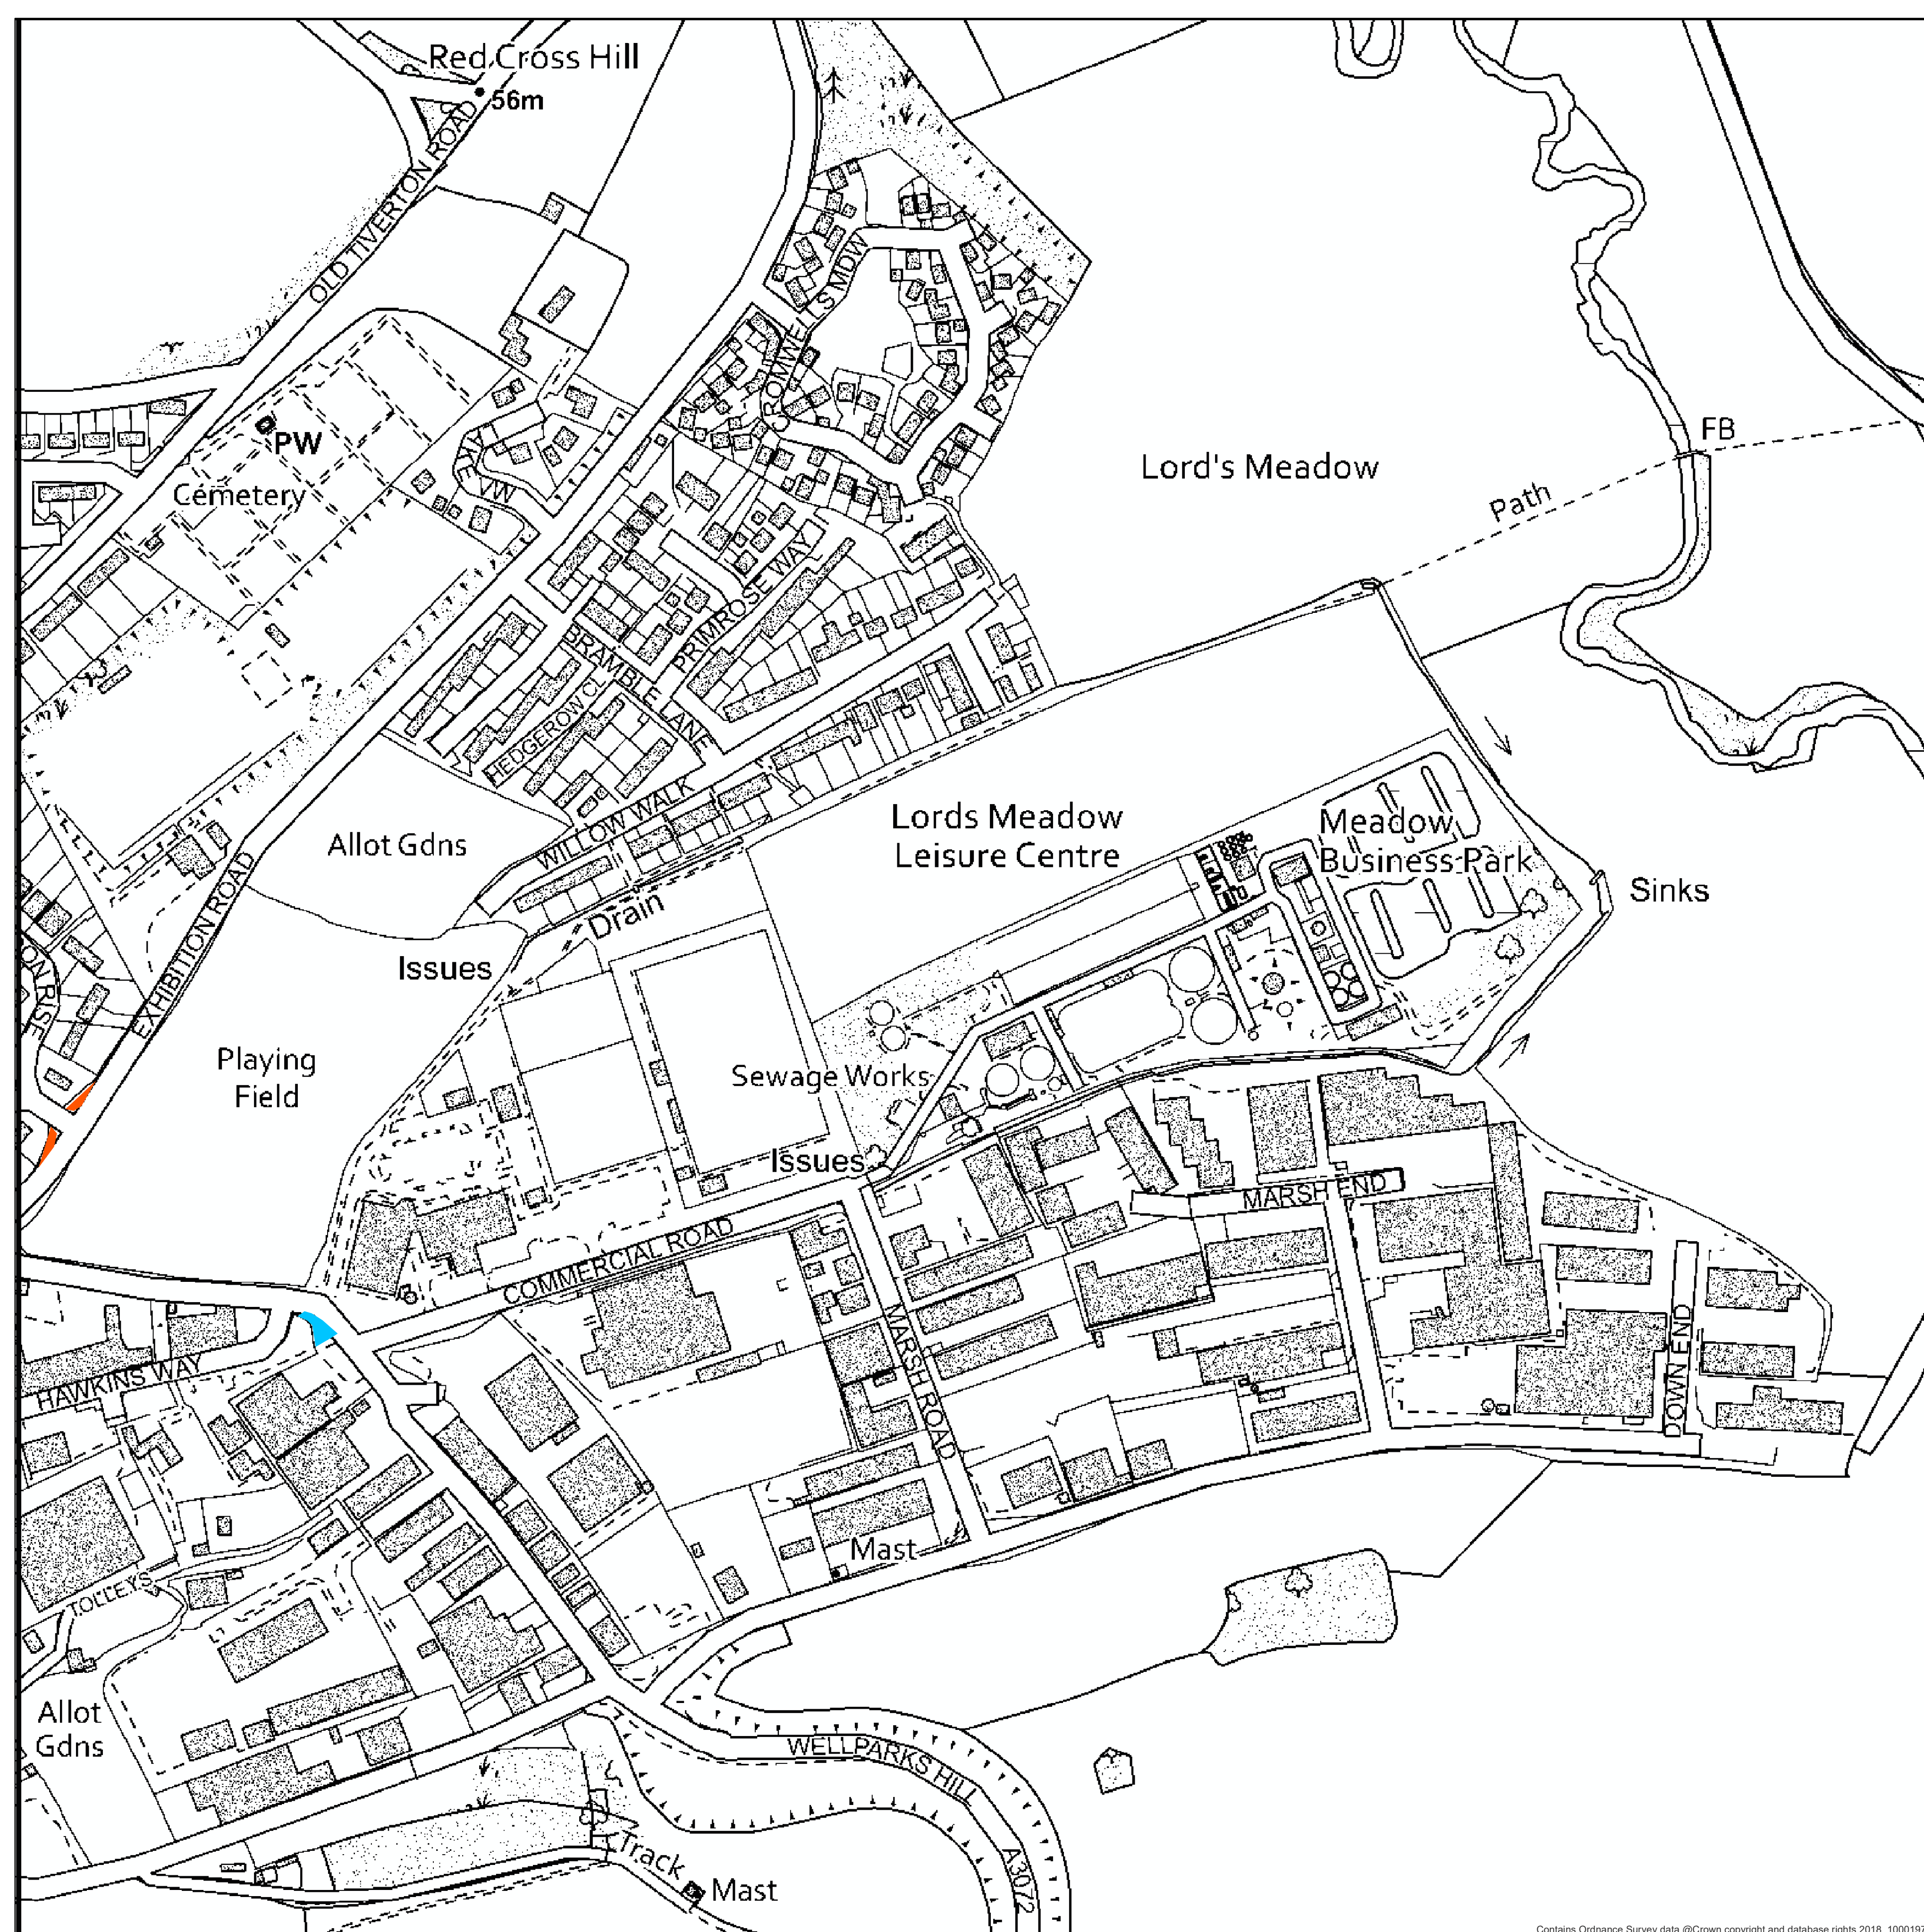 Red Cross Hill
56m
OLD TIVERTON ROAD
CROMWELLS MDW
PW
Cemetery
FB
Lord's Meadow
Path
PRIMROSE WAY
BRAMBLE LANE
HEDGEROW CL
WILLOW WALK
Allot Gdns
Lords Meadow
Leisure Centre
Meadow
Business Park
EXHIBITION ROAD
Drain
Sinks
Issues
Playing
Field
Sewage Works
Issues
MARSH END
COMMERCIAL ROAD
MARSH ROAD
DOWN END
HAWKINS WAY
Mast
TOLLEYS
Allot
Gdns
WELLPARKS HILL
Track
Mast
A3072
Contains Ordnance Survey data @Crown copyright and database rights 2018 1000197